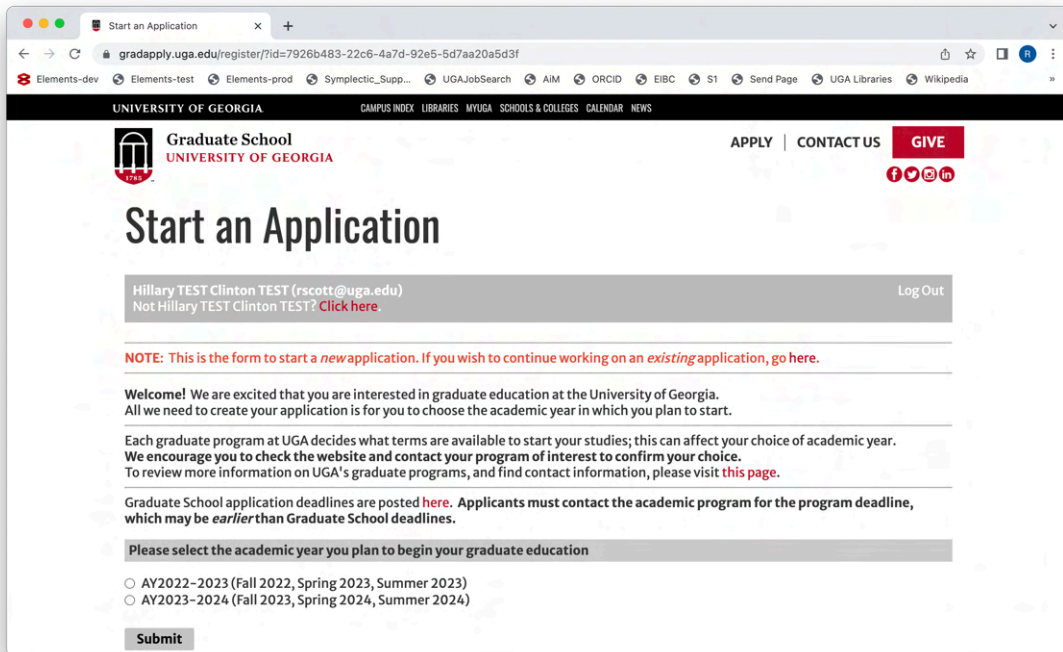 Start an Application
gradapply.uga.edu/register/?id=7926b483-22c6-4a7d-92e5-5d7aa20a5d3f
R
Elements-dev Elements-test Elements-prod Symplectic_Supp... UGAJobSearch AiM ORCID EIBC S1 Send Page UGA Libraries Wikipedia »
UNIVERSITY OF GEORGIA CAMPUS INDEX LIBRARIES MYUGA SCHOOLS & COLLEGES CALENDAR NEWS
Graduate School
UNIVERSITY OF GEORGIA
1785
APPLY | CONTACT US GIVE
Start an Application
Hillary TEST Clinton TEST (rscott@uga.edu) Log Out
Not Hillary TEST Clinton TEST? Click here.
NOTE: This is the form to start a new application. If you wish to continue working on an existing application, go here.
Welcome! We are excited that you are interested in graduate education at the University of Georgia.
All we need to create your application is for you to choose the academic year in which you plan to start.
Each graduate program at UGA decides what terms are available to start your studies; this can affect your choice of academic year.
We encourage you to check the website and contact your program of interest to confirm your choice.
To review more information on UGA's graduate programs, and find contact information, please visit this page.
Graduate School application deadlines are posted here. Applicants must contact the academic program for the program deadline,
which may be earlier than Graduate School deadlines.
Please select the academic year you plan to begin your graduate education
AY2022-2023 (Fall 2022, Spring 2023, Summer 2023)
AY2023-2024 (Fall 2023, Spring 2024, Summer 2024)
Submit